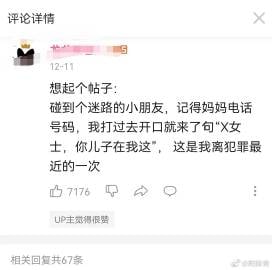 评论详情
12-11
想起个帖子：
碰到个迷路的小朋友，记得妈妈电话
号码，我打过去开口就来了句“X女
士，你儿子在我这”， 这是我离犯罪最
近的一次
7176
UP主觉得很赞
相关回复共67条